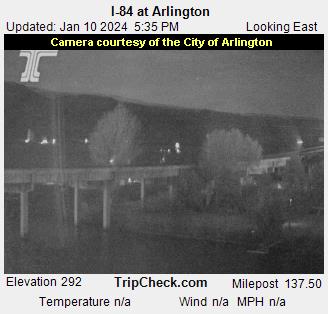 I-84 at Arlington
Updated: Jan 10 2024 5:35 PM Looking East
Camera courtesy of the City of Arlington
Elevation 292 TripCheck.com Milepost 137.50
Temperature n/a Wind n/a MPH n/a